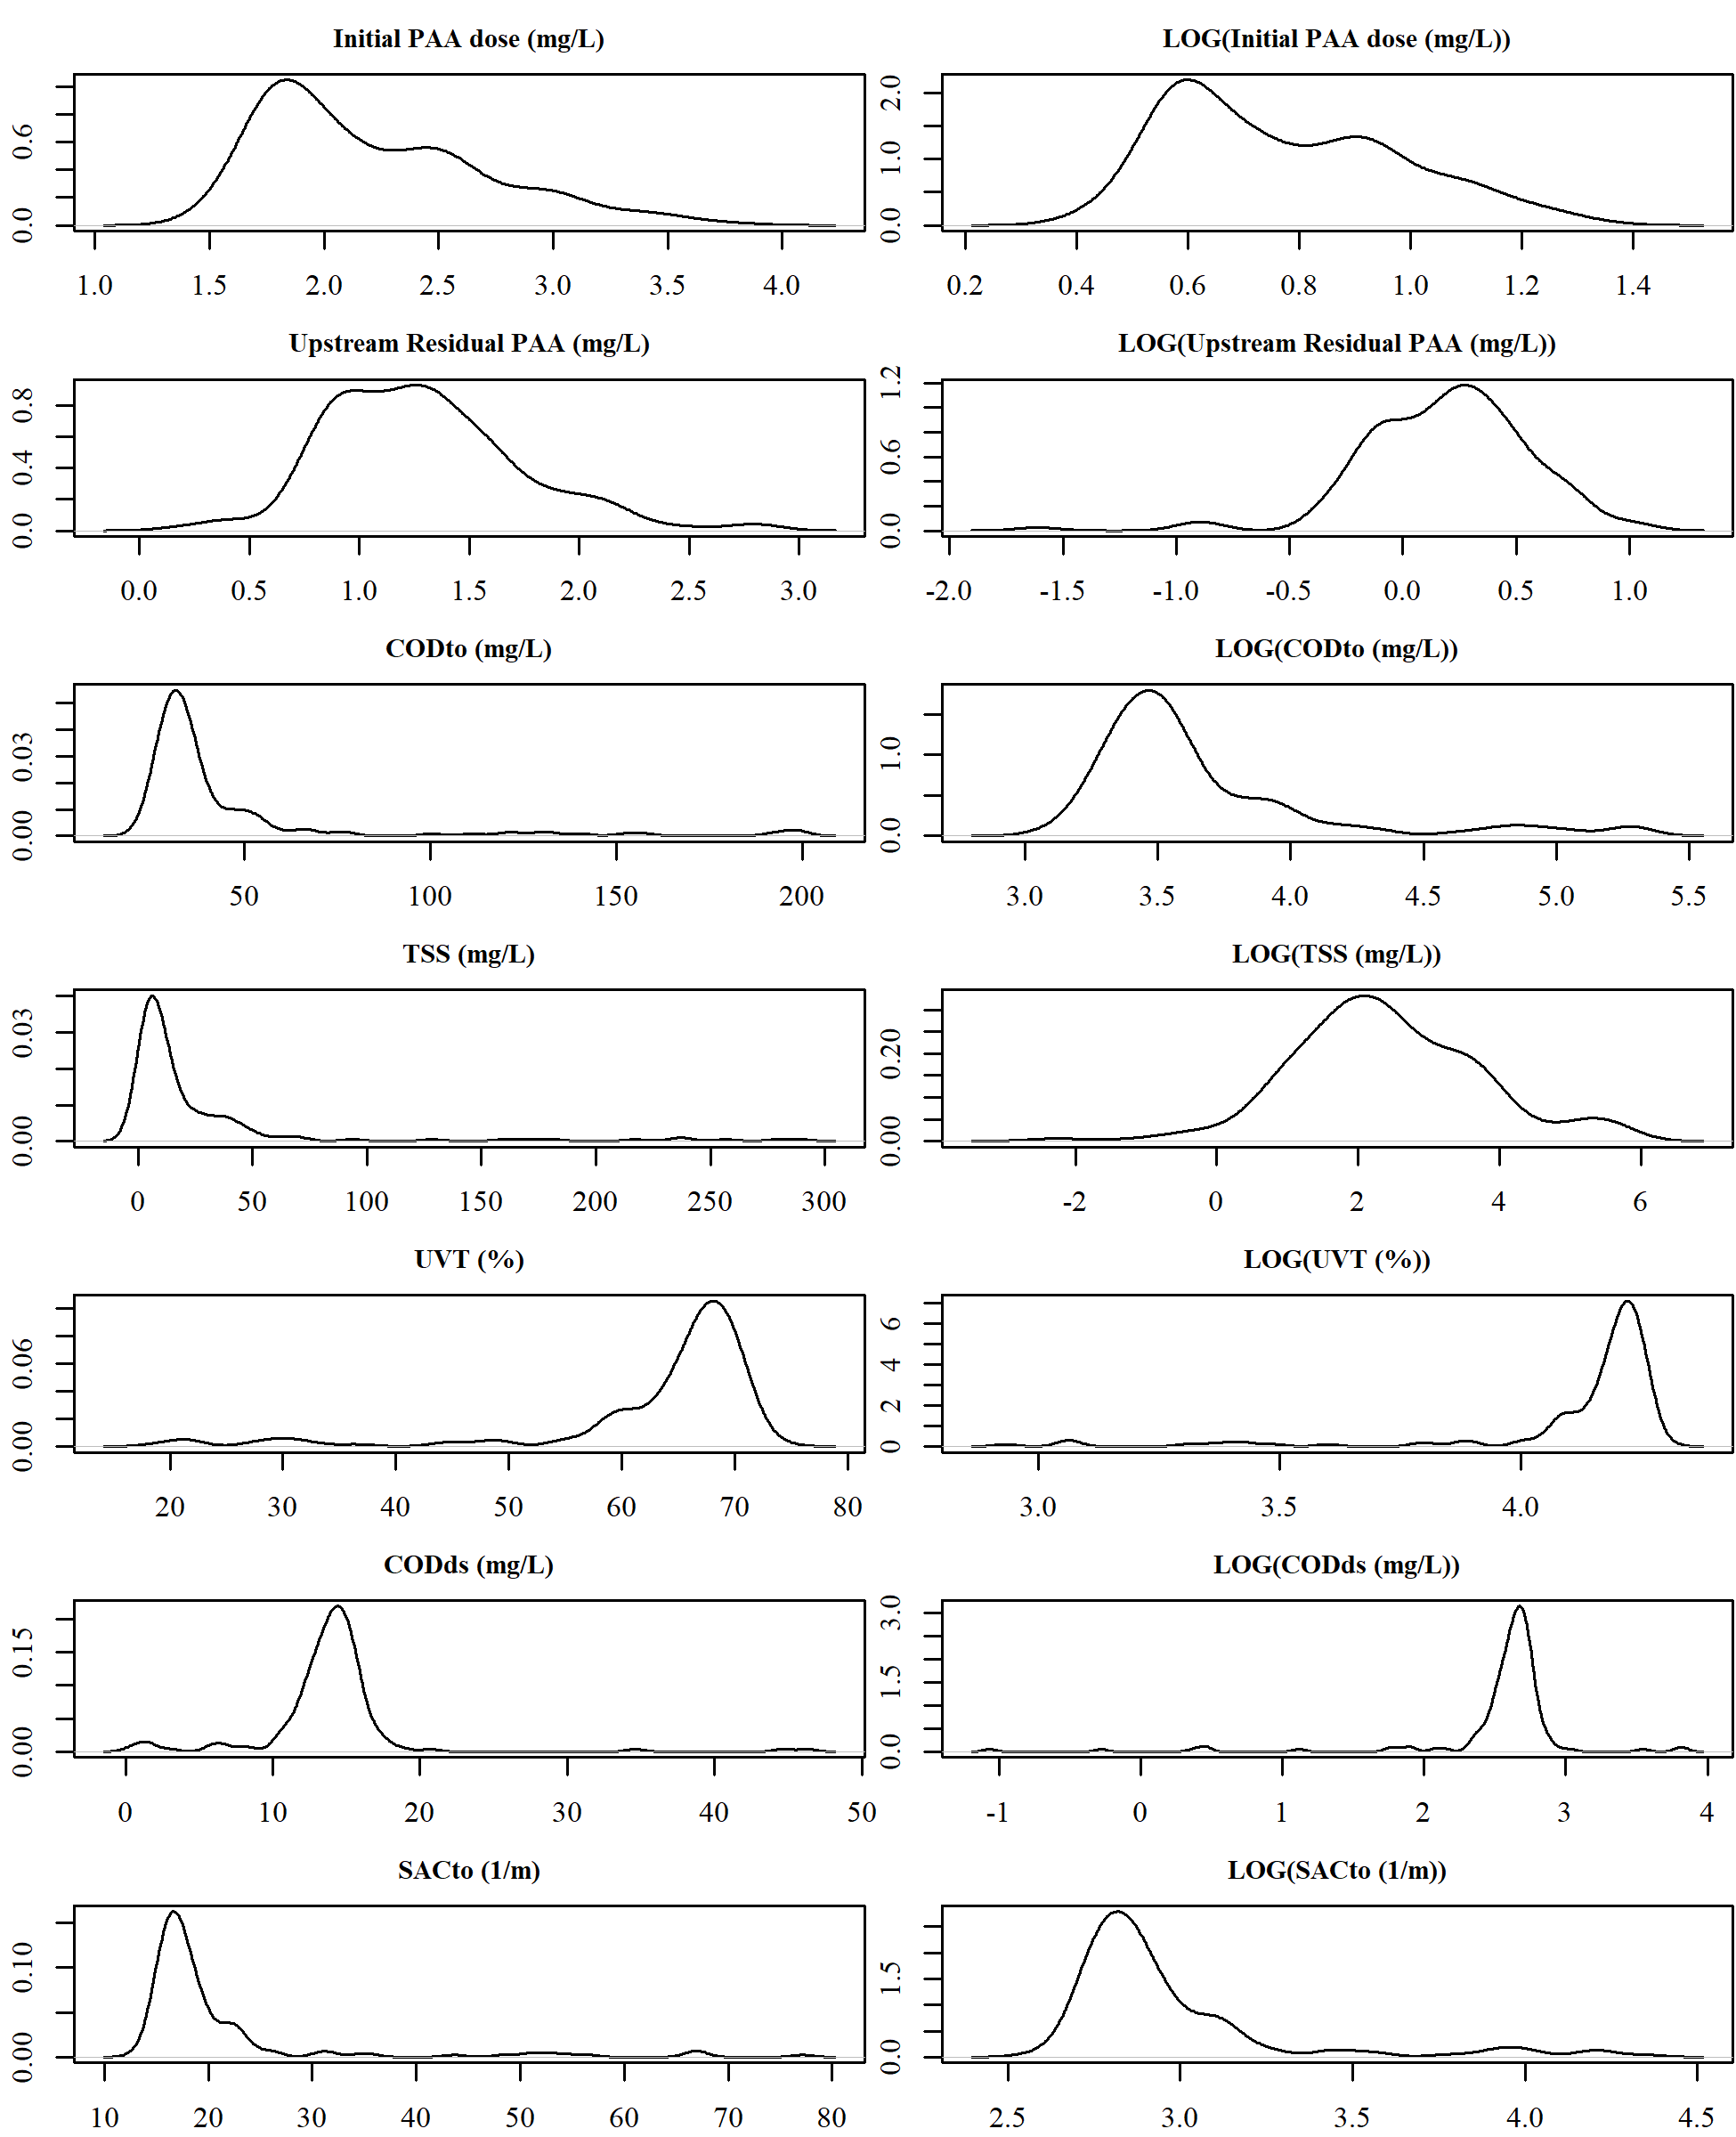 Initial PAA dose (mg/L)
0.0 0.6
1.0 1.5 2.0 2.5 3.0 3.5 4.0
LOG(Initial PAA dose (mg/L))
0.0 1.0 2.0
0.2 0.4 0.6 0.8 1.0 1.2 1.4
Upstream Residual PAA (mg/L)
0.0 0.4 0.8
0.0 0.5 1.0 1.5 2.0 2.5 3.0
LOG(Upstream Residual PAA (mg/L))
0.0 0.6 1.2
-2.0 -1.5 -1.0 -0.5 0.0 0.5 1.0
CODto (mg/L)
0.00 0.03
50 100 150 200
LOG(CODto (mg/L))
0.0 1.0
3.0 3.5 4.0 4.5 5.0 5.5
TSS (mg/L)
0.00 0.03
0 50 100 150 200 250 300
LOG(TSS (mg/L))
0.00 0.20
-2 0 2 4 6
UVT (%)
0.00 0.06
20 30 40 50 60 70 80
LOG(UVT (%))
0 2 4 6
3.0 3.5 4.0
CODds (mg/L)
0.00 0.15
0 10 20 30 40 50
LOG(CODds (mg/L))
0.0 1.5 3.0
-1 0 1 2 3 4
SACto (1/m)
0.00 0.10
10 20 30 40 50 60 70 80
LOG(SACto (1/m))
0.0 1.5
2.5 3.0 3.5 4.0 4.5